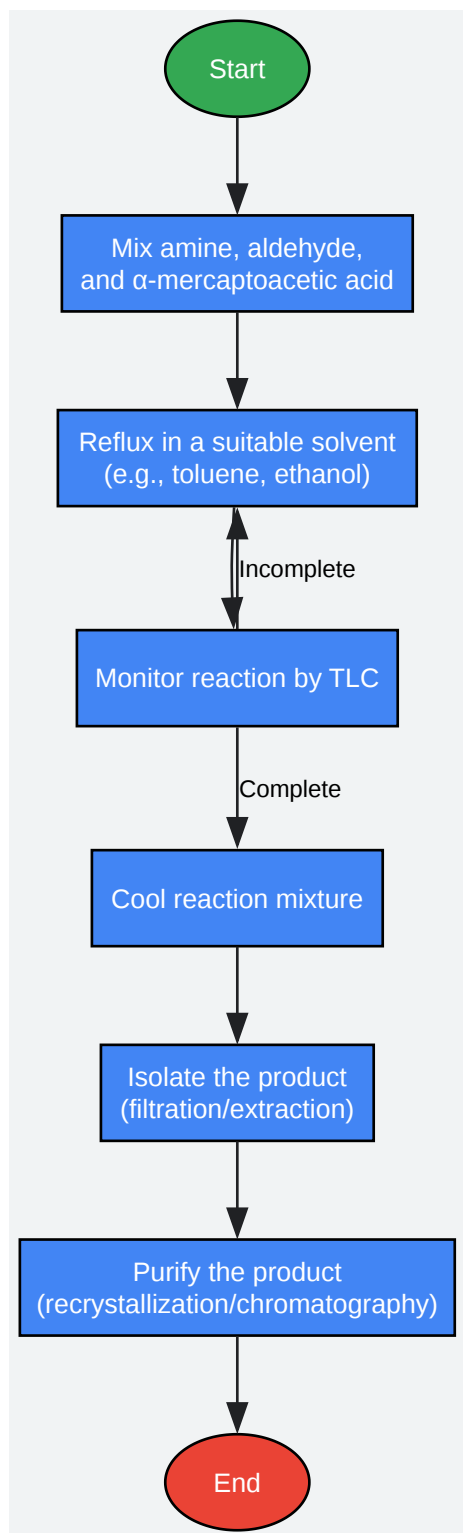 Start
Mix amine, aldehyde,
and α-mercaptoacetic acid
Reflux in a suitable solvent
(e.g., toluene, ethanol)
Incomplete
Monitor reaction by TLC
Complete
Cool reaction mixture
Isolate the product
(filtration/extraction)
Purify the product
(recrystallization/chromatography)
End